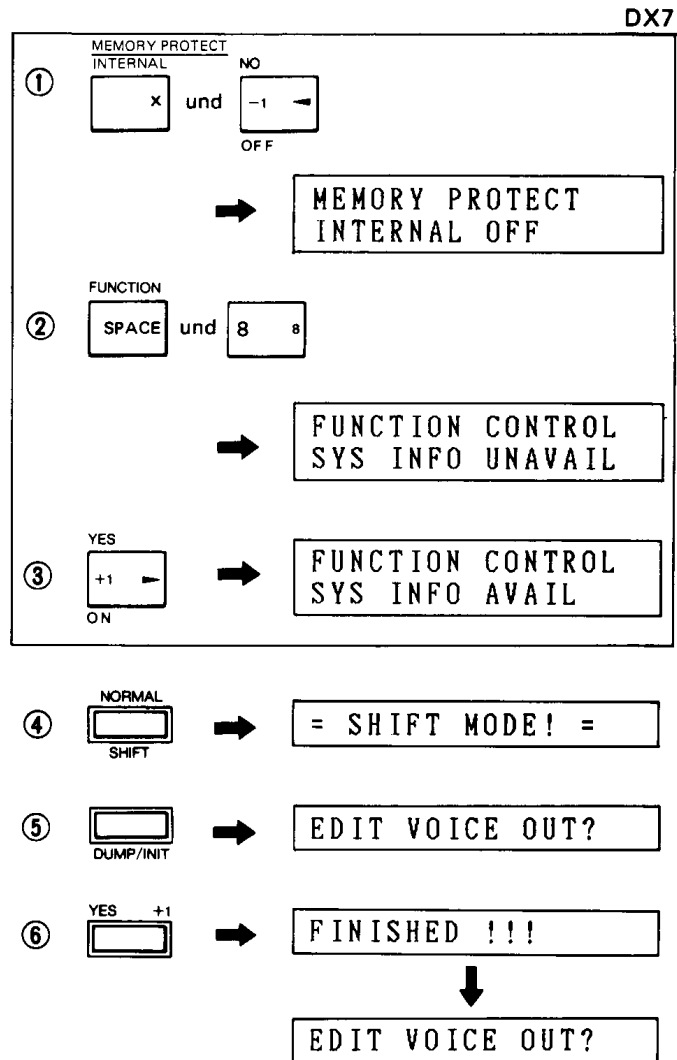 DX7
MEMORY PROTECT
INTERNAL NO
① x und -1
OFF
MEMORY PROTECT
INTERNAL OFF
FUNCTION
② SPACE und 8 8
FUNCTION CONTROL
SYS INFO UNAVAIL
YES
③ +1 FUNCTION CONTROL
SYS INFO AVAIL
ON
NORMAL
④ = SHIFT MODE! =
SHIFT
⑤ EDIT VOICE OUT?
DUMP/INIT
YES +1
⑥ FINISHED !!!
EDIT VOICE OUT?